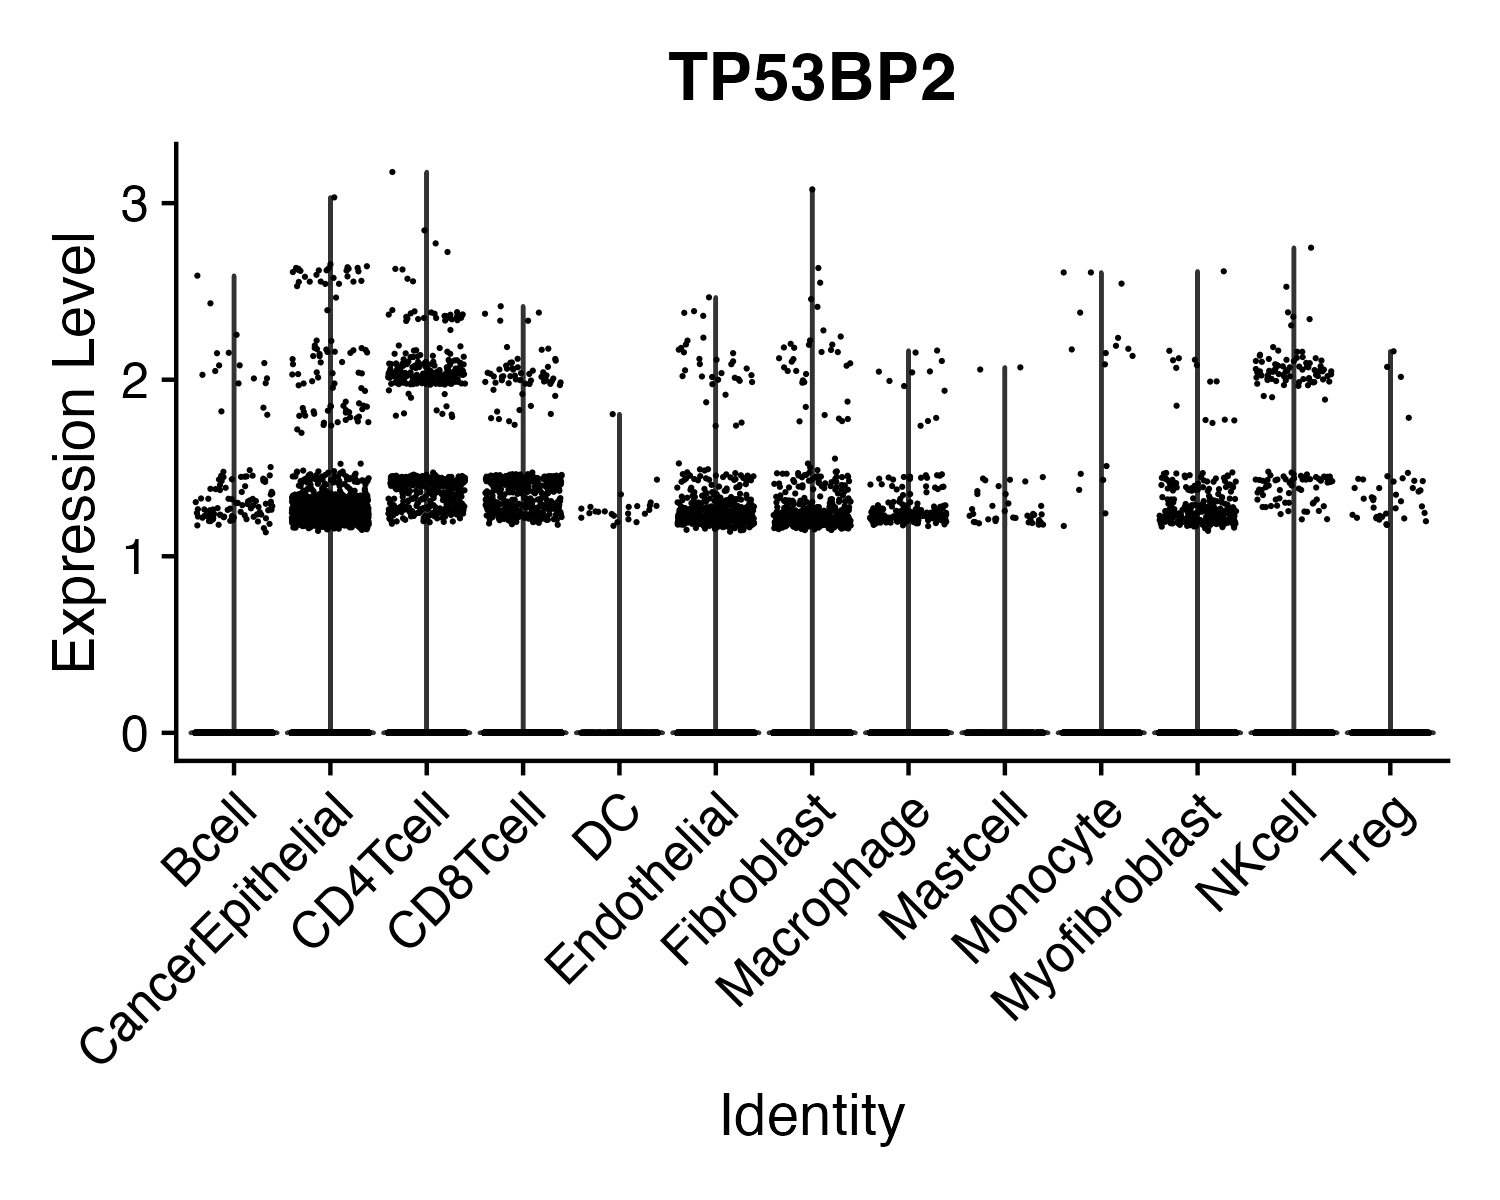 TP53BP2
Expression Level
3
2
1
0
Bcell
CancerEpithelial
CD4Tcell
CD8Tcell
DC
Endothelial
Fibroblast
Macrophage
Mastcell
Monocyte
Myofibroblast
NKcell
Treg
Identity